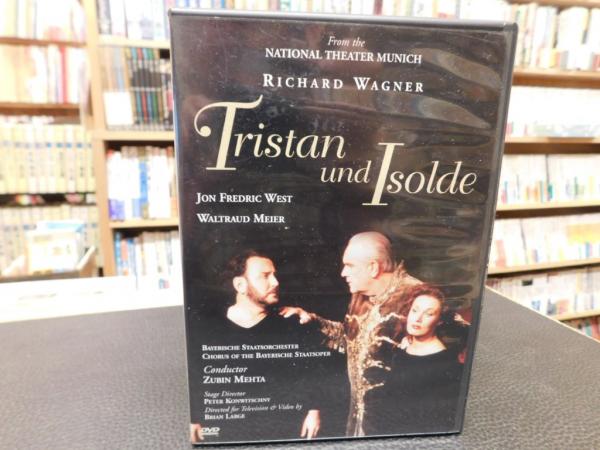 From the
NATIONAL THEATER MUNICH
RICHARD WAGNER
Tristan
und Isolde
JON FREDRIC WEST
WALTRAUD MEIER
BAYERISCHE STAATSORCHESTER
CHORUS OF THE BAYERISCHE STAATSOPER
Conductor
ZUBIN MEHTA
Stage Director
PETER KONWITSCHNY
Directed for Television & Video by
BRIAN LARGE
DVD